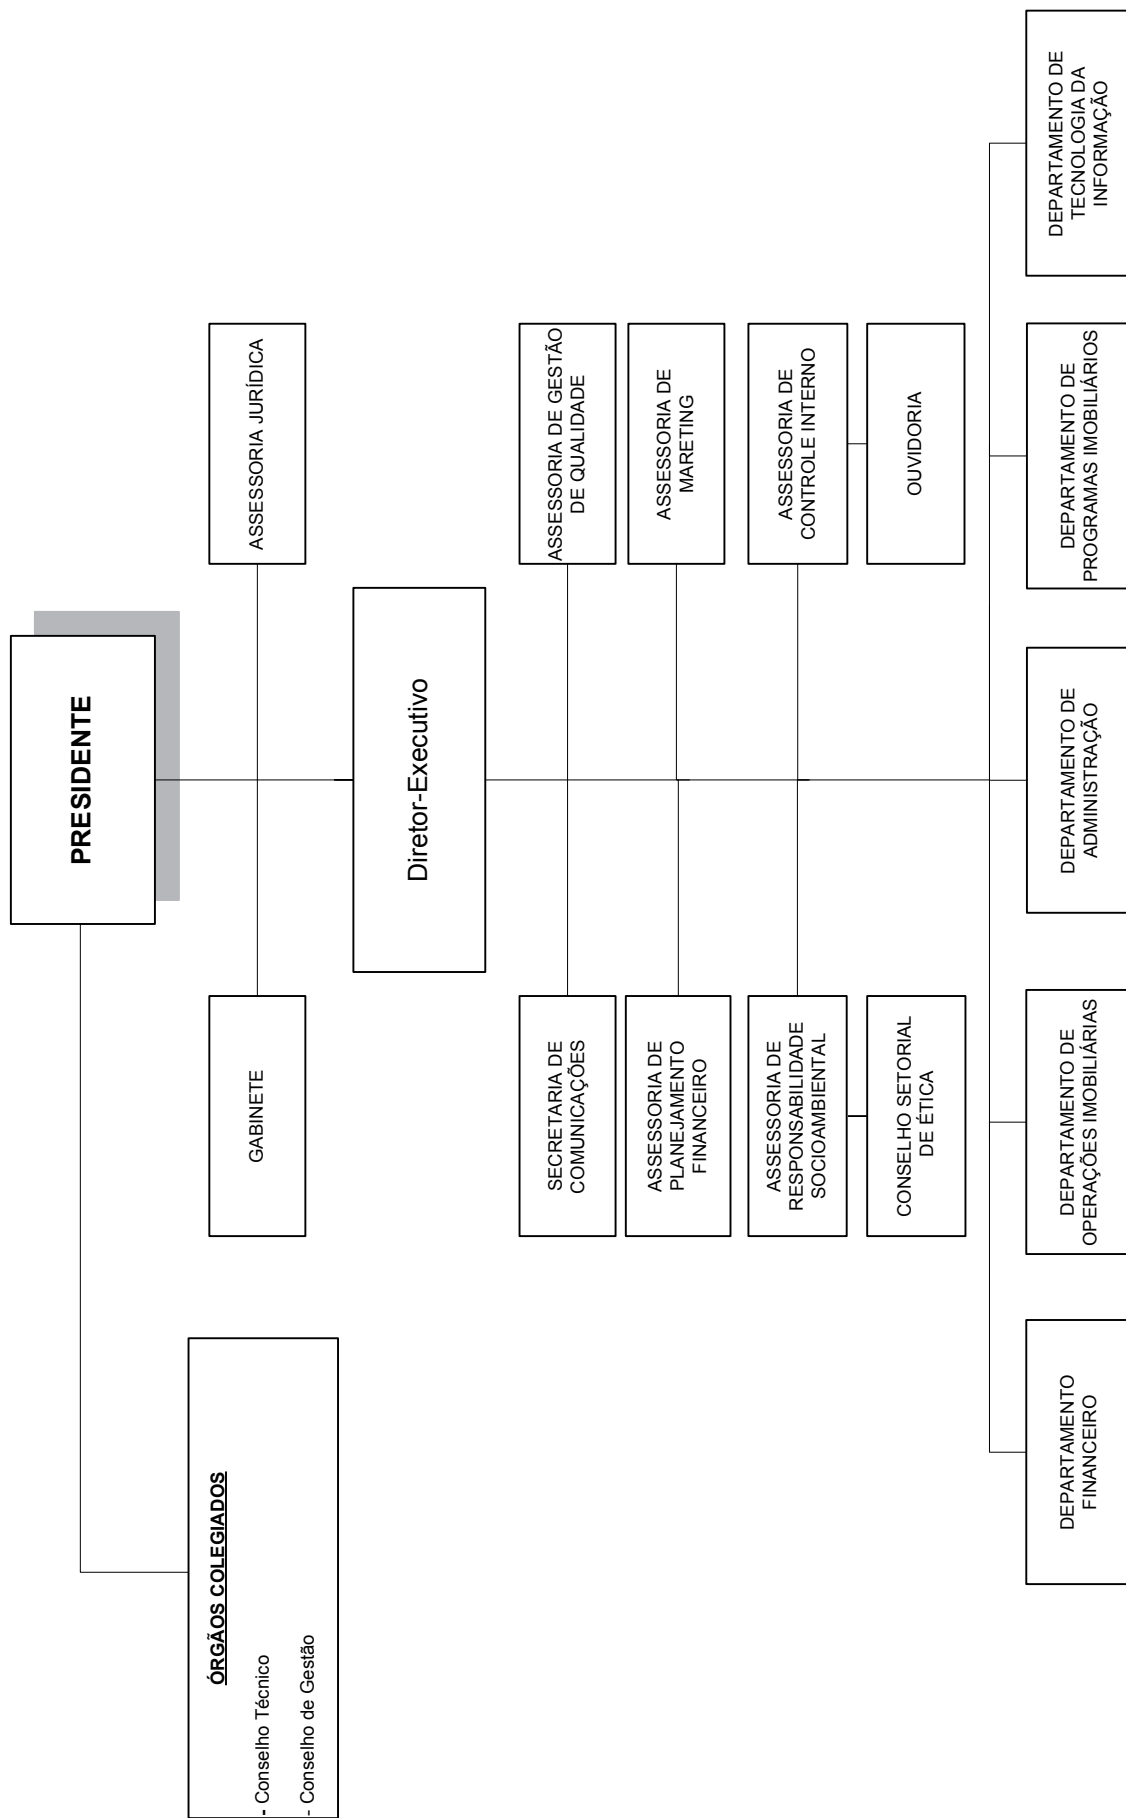 PRESIDENTE
ÓRGÃOS COLEGIADOS
- Conselho Técnico
- Conselho de Gestão
GABINETE
ASSESSORIA JURÍDICA
Diretor-Executivo
SECRETARIA DE
COMUNICAÇÕES
ASSESSORIA DE GESTÃO
DE QUALIDADE
ASSESSORIA DE
PLANEJAMENTO
FINANCEIRO
ASSESSORIA DE
MARETING
ASSESSORIA DE
RESPONSABILIDADE
SOCIOAMBIENTAL
ASSESSORIA DE
CONTROLE INTERNO
CONSELHO SETORIAL
DE ÉTICA
OUVIDORIA
DEPARTAMENTO
FINANCEIRO
DEPARTAMENTO DE
OPERAÇÕES IMOBILIÁRIAS
DEPARTAMENTO DE
ADMINISTRAÇÃO
DEPARTAMENTO DE
PROGRAMAS IMOBILIÁRIOS
DEPARTAMENTO DE
TECNOLOGIA DA
INFORMAÇÃO